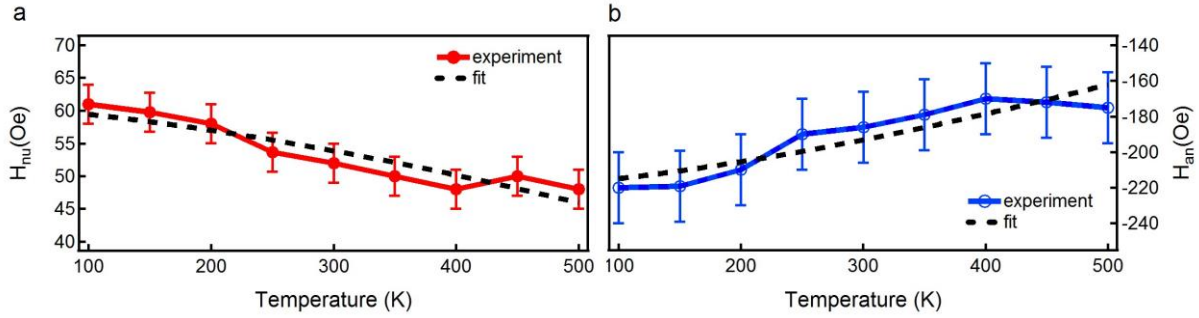 a
70
65
60
55
50
45
40
H_nu(Oe)
experiment
fit
100
200
300
400
500
Temperature (K)
b
-140
-160
-180
-200
-220
-240
H_an(Oe)
experiment
fit
100
200
300
400
500
Temperature (K)